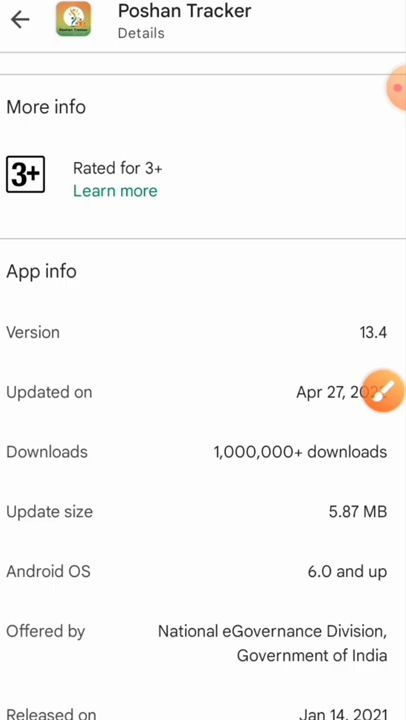 Poshan Tracker
Details
More info
3+
Rated for 3+
Learn more
App info
Version
13.4
Updated on
Apr 27,
Downloads
1,000,000+ downloads
Update size
5.87 MB
Android OS
6.0 and up
Offered by
National eGovernance Division,
Government of India
Released on
Jan 14, 2021